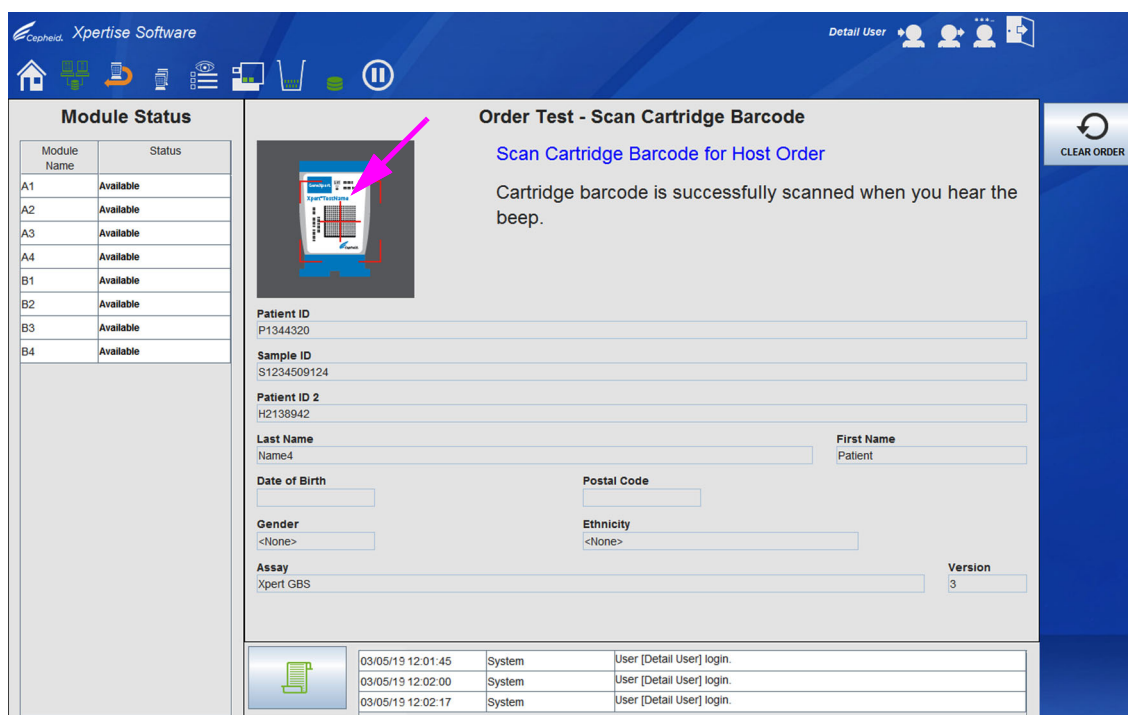 Cepheid. Xpertise Software
Detail User
Module Status
Module Name
Status
A1 Available
A2 Available
A3 Available
A4 Available
B1 Available
B2 Available
B3 Available
B4 Available
Order Test - Scan Cartridge Barcode
Scan Cartridge Barcode for Host Order
Cartridge barcode is successfully scanned when you hear the
beep.
GeneXpert
Xpert TestName
Cepheid.
Patient ID
P1344320
Sample ID
S1234509124
Patient ID 2
H2138942
Last Name
Name4
First Name
Patient
Date of Birth
Postal Code
Gender
<None>
Ethnicity
<None>
Assay
Xpert GBS
Version
3
CLEAR ORDER
03/05/19 12:01:45 System User [Detail User] login.
03/05/19 12:02:00 System User [Detail User] login.
03/05/19 12:02:17 System User [Detail User] login.